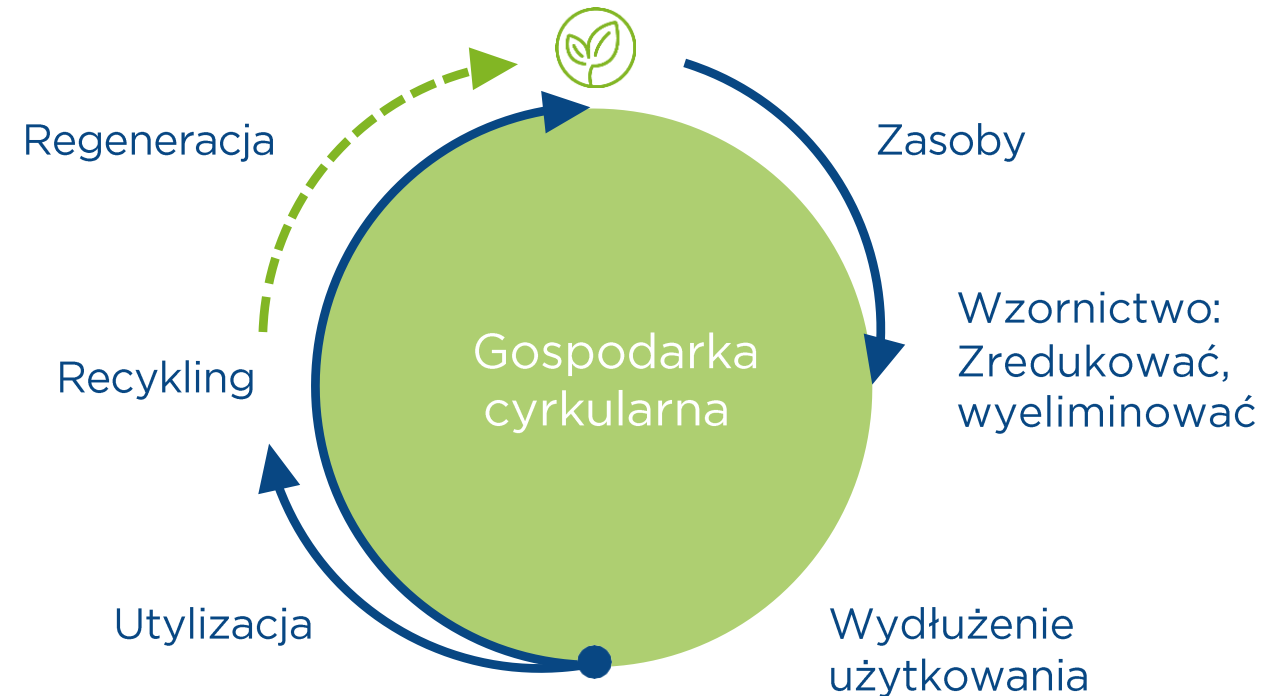 Regeneracja
Zasoby
Wzornictwo:
Zredukować,
wyeliminować
Gospodarka
cyrkularna
Recykling
Utylizacja
Wydłużenie
użytkowania